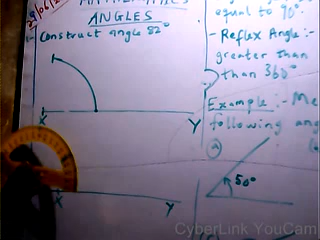 MATHEMATICS
ANGLES
Construct angle 82°
X
Y
X
Y
equal to 90°.
- Reflex Angle :-
greater than
than 360°
Example :- Me
following ang
a
50°
CyberLink YouCam